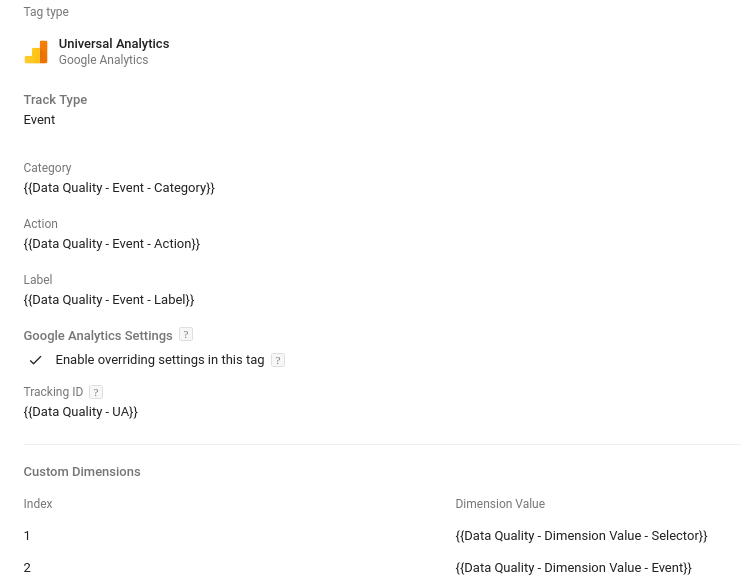 Tag type
Universal Analytics
Google Analytics
Track Type
Event
Category
{{Data Quality - Event - Category}}
Action
{{Data Quality - Event - Action}}
Label
{{Data Quality - Event - Label}}
Google Analytics Settings ?
Enable overriding settings in this tag ?
Tracking ID ?
{{Data Quality - UA}}
Custom Dimensions
Index Dimension Value
1 {{Data Quality - Dimension Value - Selector}}
2 {{Data Quality - Dimension Value - Event}}